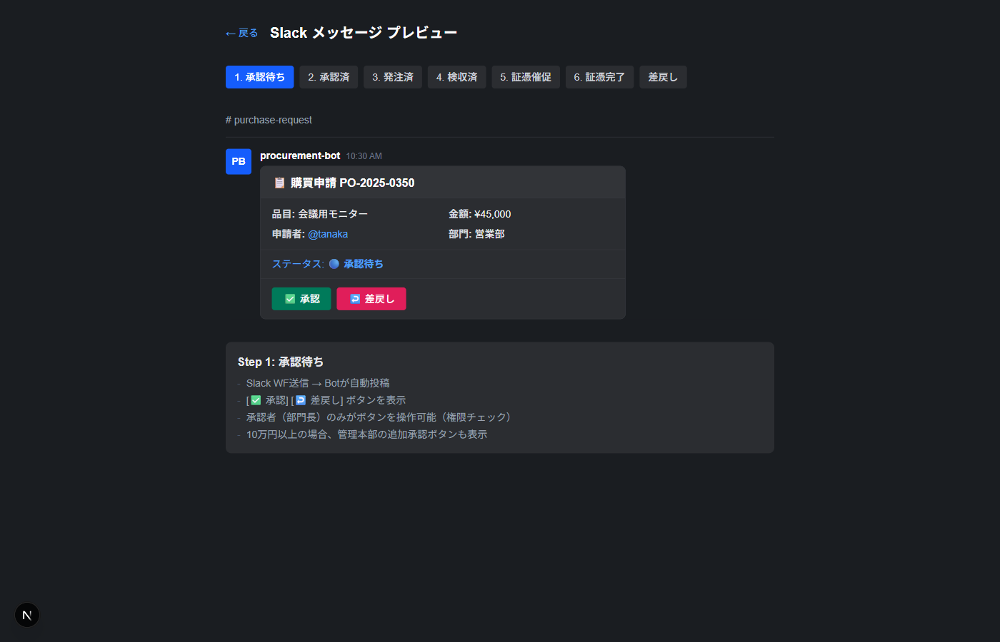 ← 戻る Slack メッセージ プレビュー
1. 承認待ち 2. 承認済 3. 発注済 4. 検収済 5. 証憑催促 6. 証憑完了 差戻し
# purchase-request
PB procurement-bot 10:30 AM
📋 購買申請 PO-2025-0350
品目: 会議用モニター 金額: ¥45,000
申請者: @tanaka 部門: 営業部
ステータス: 🔵 承認待ち
✅ 承認 ↩️ 差戻し
Step 1: 承認待ち
- Slack WF送信 → Botが自動投稿
- [✅ 承認] [↩️ 差戻し] ボタンを表示
- 承認者（部門長）のみがボタンを操作可能（権限チェック）
- 10万円以上の場合、管理本部の追加承認ボタンも表示
N